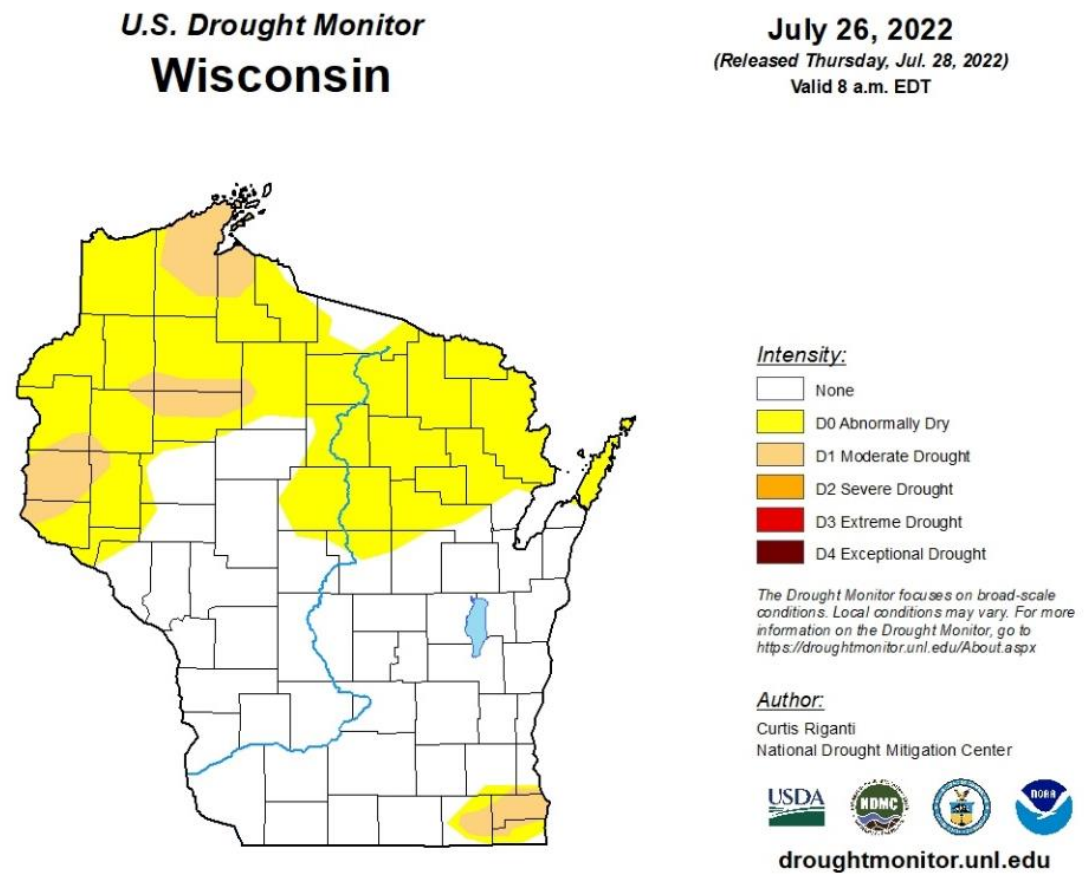 U.S. Drought Monitor
Wisconsin
July 26, 2022
(Released Thursday, Jul. 28, 2022)
Valid 8 a.m. EDT
Intensity:
None
D0 Abnormally Dry
D1 Moderate Drought
D2 Severe Drought
D3 Extreme Drought
D4 Exceptional Drought
The Drought Monitor focuses on broad-scale
conditions. Local conditions may vary. For more
information on the Drought Monitor, go to
https://droughtmonitor.unl.edu/About.aspx
Author:
Curtis Riganti
National Drought Mitigation Center
USDA
NDMC
NOAA
droughtmonitor.unl.edu